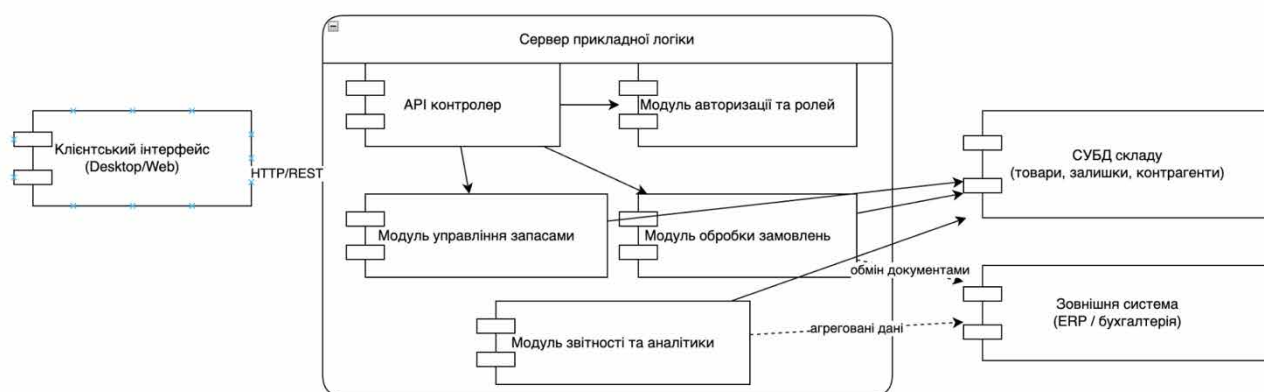 Сервер прикладної логіки
API контролер
Модуль авторизації та ролей
Клієнтський інтерфейс
(Desktop/Web)
HTTP/REST
СУБД складу
(товари, залишки, контрагенти)
Модуль управління запасами
Модуль обробки замовлень
обмін документами
Зовнішня система
(ERP / бухгалтерія)
агреговані дані
Модуль звітності та аналітики